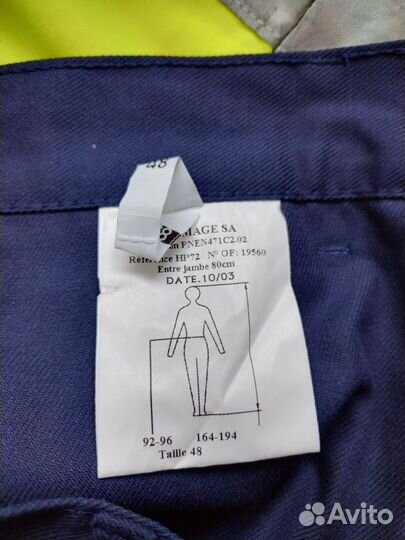 48
MAGE SA
on PNEN471C2.02
Référence HP72 N° OF: 19560
Entre jambe 80cm
DATE.10/03
92-96 164-194
Taille 48
Avito